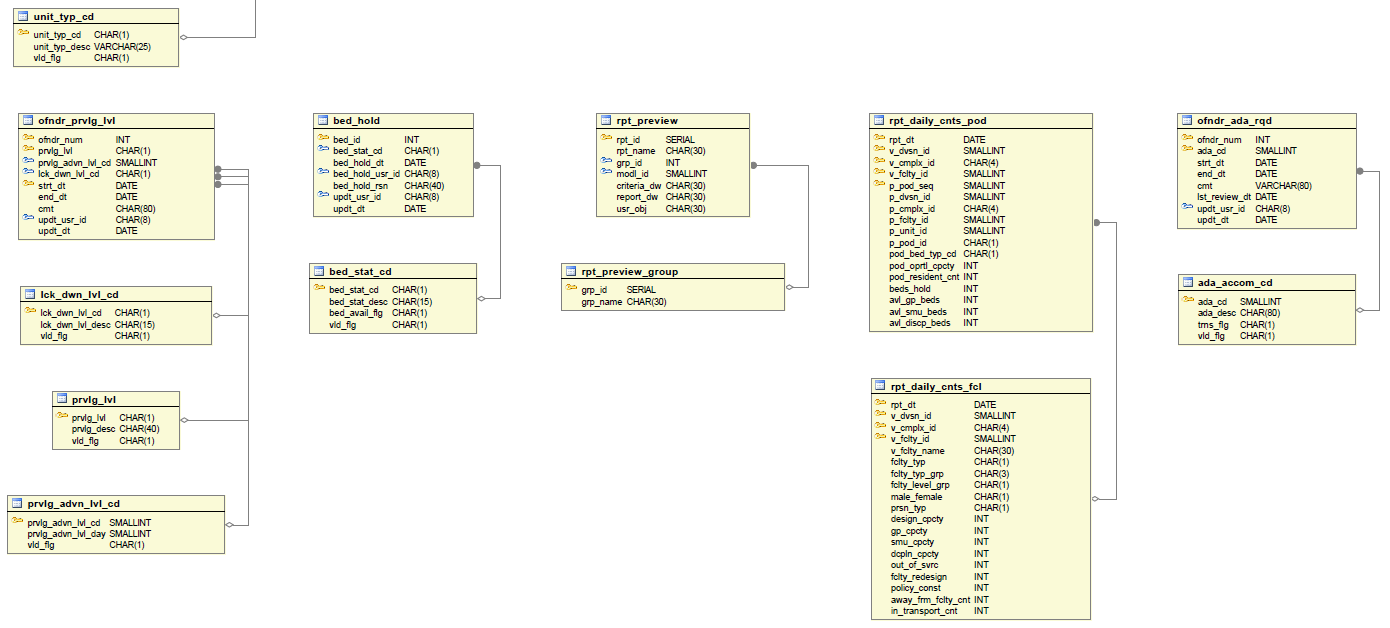 unit_typ_cd
unit_typ_cd CHAR(1)
unit_typ_desc VARCHAR(25)
vld_flg CHAR(1)
ofndr_prvlg_lvl
ofndr_num INT
prvlg_lvl CHAR(1)
prvlg_advn_lvl_cd SMALLINT
lck_dwn_lvl_cd CHAR(1)
strt_dt DATE
end_dt DATE
cmt CHAR(80)
updt_usr_id CHAR(8)
updt_dt DATE
lck_dwn_lvl_cd
lck_dwn_lvl_cd CHAR(1)
lck_dwn_lvl_desc CHAR(15)
vld_flg CHAR(1)
prvlg_lvl
prvlg_lvl CHAR(1)
prvlg_desc CHAR(40)
vld_flg CHAR(1)
prvlg_advn_lvl_cd
prvlg_advn_lvl_cd SMALLINT
prvlg_advn_lvl_day SMALLINT
vld_flg CHAR(1)
bed_hold
bed_id INT
bed_stat_cd CHAR(1)
bed_hold_dt DATE
bed_hold_usr_id CHAR(8)
bed_hold_rsn CHAR(40)
updt_usr_id CHAR(8)
updt_dt DATE
bed_stat_cd
bed_stat_cd CHAR(1)
bed_stat_desc CHAR(15)
bed_avail_flg CHAR(1)
vld_flg CHAR(1)
rpt_preview
rpt_id SERIAL
rpt_name CHAR(30)
grp_id INT
modl_id SMALLINT
criteria_dw CHAR(30)
report_dw CHAR(30)
usr_obj CHAR(30)
rpt_preview_group
grp_id SERIAL
grp_name CHAR(30)
rpt_daily_cnts_pod
rpt_dt DATE
v_dvsn_id SMALLINT
v_cmplx_id CHAR(4)
v_fclty_id SMALLINT
p_pod_seq SMALLINT
p_dvsn_id SMALLINT
p_cmplx_id CHAR(4)
p_fclty_id SMALLINT
p_unit_id SMALLINT
p_pod_id CHAR(1)
pod_bed_typ_cd CHAR(1)
pod_oprtl_cpcty INT
pod_resident_cnt INT
beds_hold INT
avl_gp_beds INT
avl_smu_beds INT
avl_discp_beds INT
rpt_daily_cnts_fcl
rpt_dt DATE
v_dvsn_id SMALLINT
v_cmplx_id CHAR(4)
v_fclty_id SMALLINT
v_fclty_name CHAR(30)
fclty_typ CHAR(1)
fclty_typ_grp CHAR(3)
fclty_level_grp CHAR(1)
male_female CHAR(1)
prsn_typ CHAR(1)
design_cpcty INT
gp_cpcty INT
smu_cpcty INT
dcpln_cpcty INT
out_of_svrc INT
fclty_redesign INT
policy_const INT
away_frm_fclty_cnt INT
in_transport_cnt INT
ofndr_ada_rqd
ofndr_num INT
ada_cd SMALLINT
strt_dt DATE
end_dt DATE
cmt VARCHAR(80)
lst_review_dt DATE
updt_usr_id CHAR(8)
updt_dt DATE
ada_accom_cd
ada_cd SMALLINT
ada_desc CHAR(80)
trns_flg CHAR(1)
vld_flg CHAR(1)